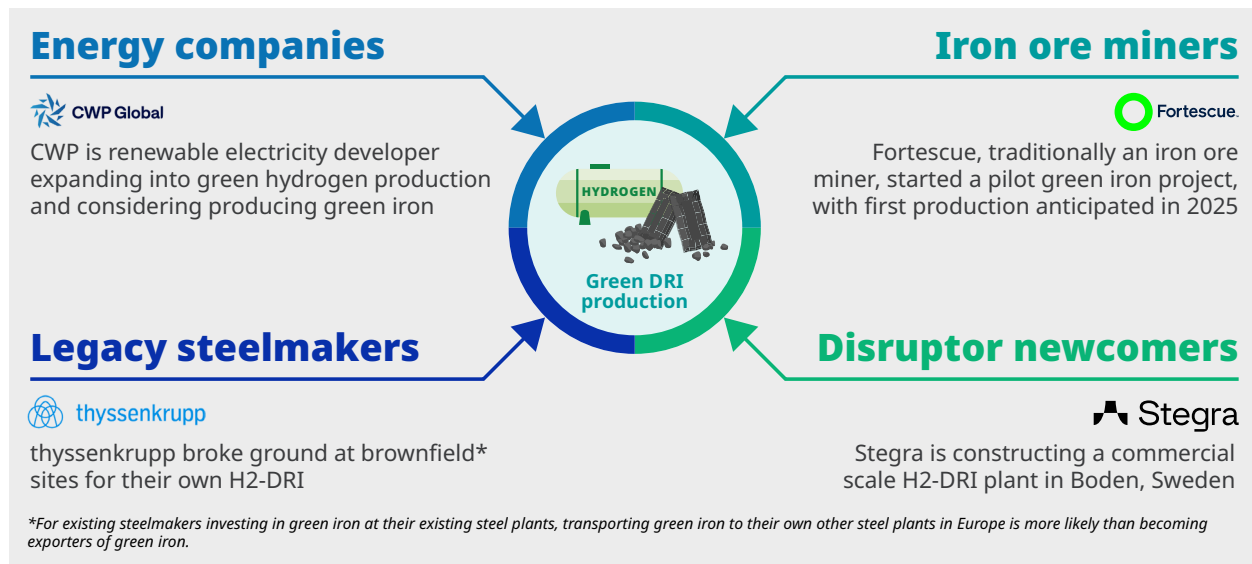 Energy companies
CWP Global
CWP is renewable electricity developer
expanding into green hydrogen production
and considering producing green iron
Iron ore miners
Fortescue.
Fortescue, traditionally an iron ore
miner, started a pilot green iron project,
with first production anticipated in 2025
HYDROGEN
Green DRI
production
Legacy steelmakers
thyssenkrupp
thyssenkrupp broke ground at brownfield*
sites for their own H2-DRI
Disruptor newcomers
Stegra
Stegra is constructing a commercial
scale H2-DRI plant in Boden, Sweden
*For existing steelmakers investing in green iron at their existing steel plants, transporting green iron to their own other steel plants in Europe is more likely than becoming
exporters of green iron.